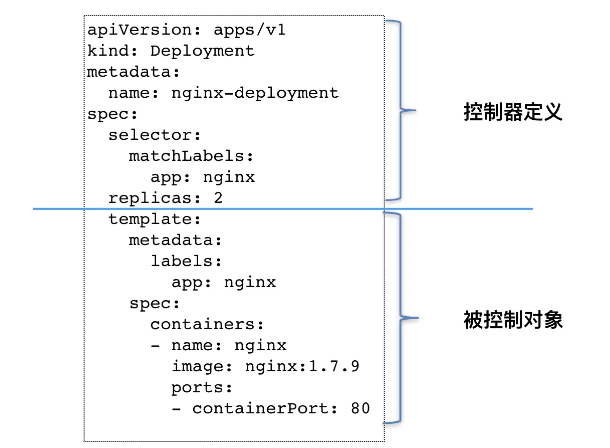 apiVersion: apps/v1
kind: Deployment
metadata:
  name: nginx-deployment
spec:
  selector:
    matchLabels:
      app: nginx
  replicas: 2
控制器定义
  template:
    metadata:
      labels:
        app: nginx
    spec:
      containers:
      - name: nginx
        image: nginx:1.7.9
        ports:
        - containerPort: 80
被控制对象